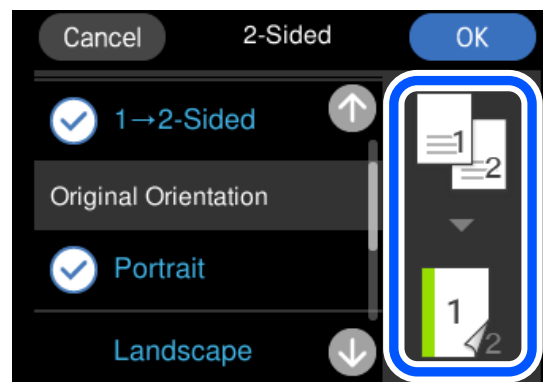 Cancel 2-Sided OK
1→2-Sided
Original Orientation
Portrait
Landscape
1
2
1
2